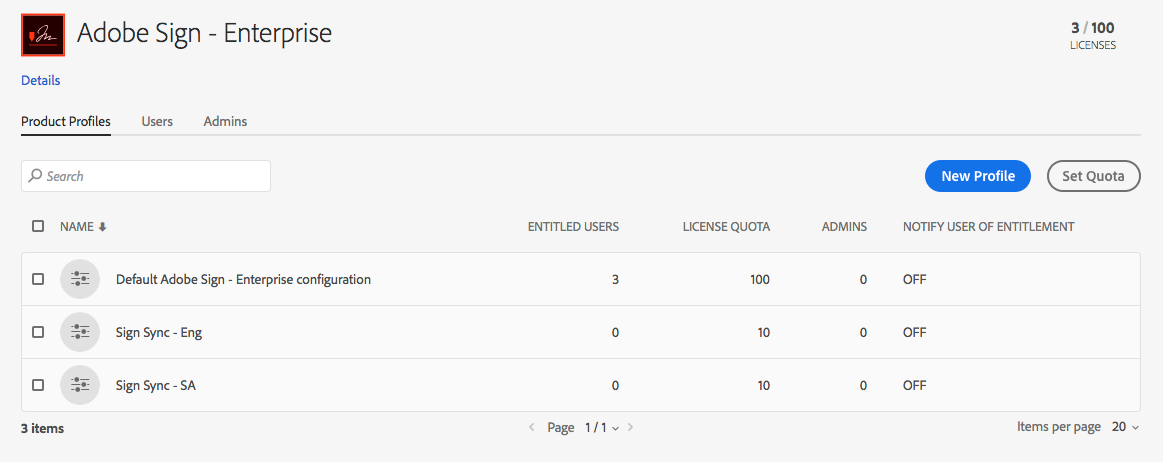 Adobe Sign - Enterprise
3 / 100
LICENSES
Details
Product Profiles Users Admins
Search
New Profile Set Quota
NAME ENTITLED USERS LICENSE QUOTA ADMINS NOTIFY USER OF ENTITLEMENT
Default Adobe Sign - Enterprise configuration 3 100 0 OFF
Sign Sync - Eng 0 10 0 OFF
Sign Sync - SA 0 10 0 OFF
3 items Page 1 / 1 Items per page 20